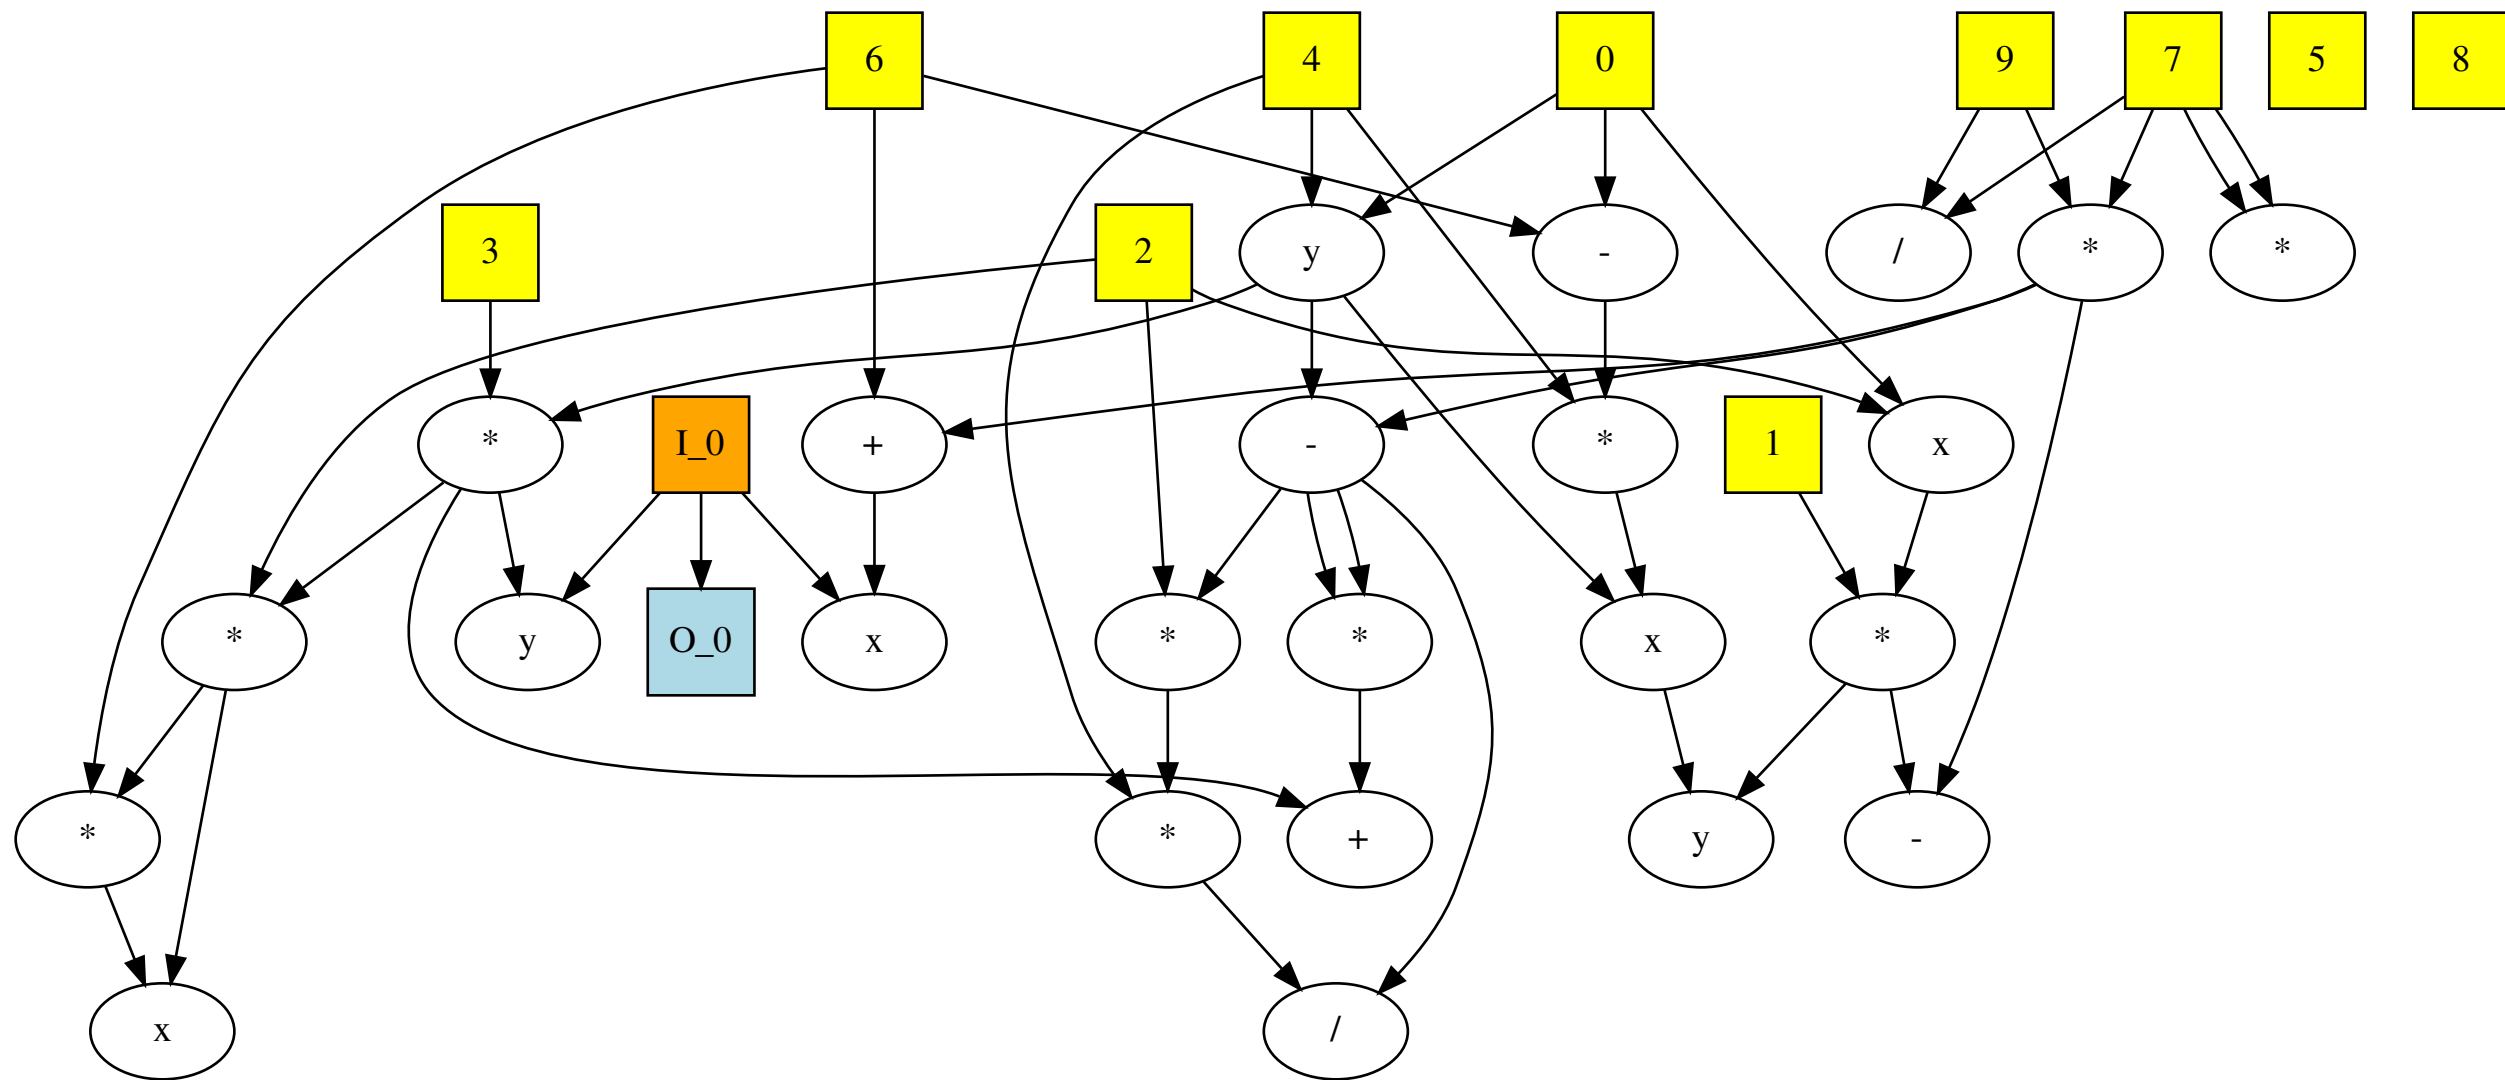 6 4 0 9 7 5 8
3 2 y - / * *
* I_0 + - * 1 x
* y O_0 x * * x *
* * + y -
x /